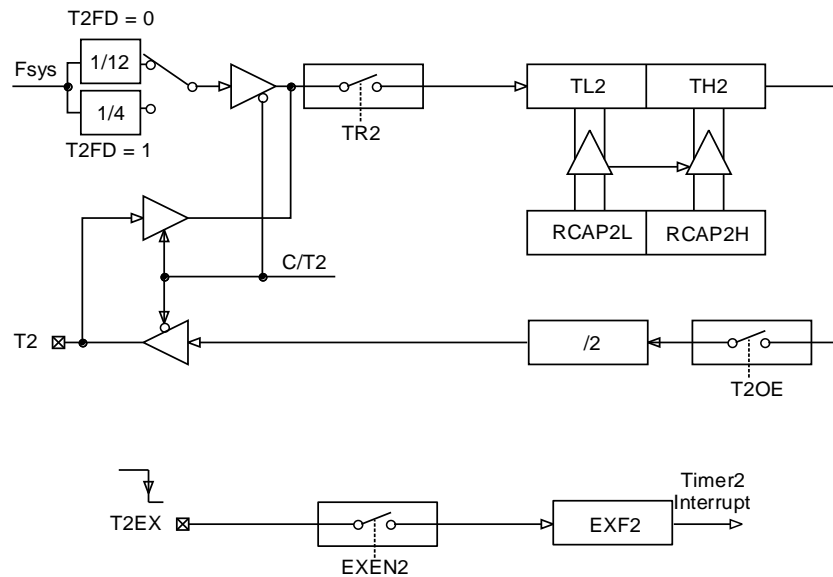 T2FD = 0
Fsys
1/12
1/4
T2FD = 1
TR2
TL2
TH2
RCAP2L
RCAP2H
C/T2
T2
/2
T2OE
T2EX
EXEN2
EXF2
Timer2
Interrupt